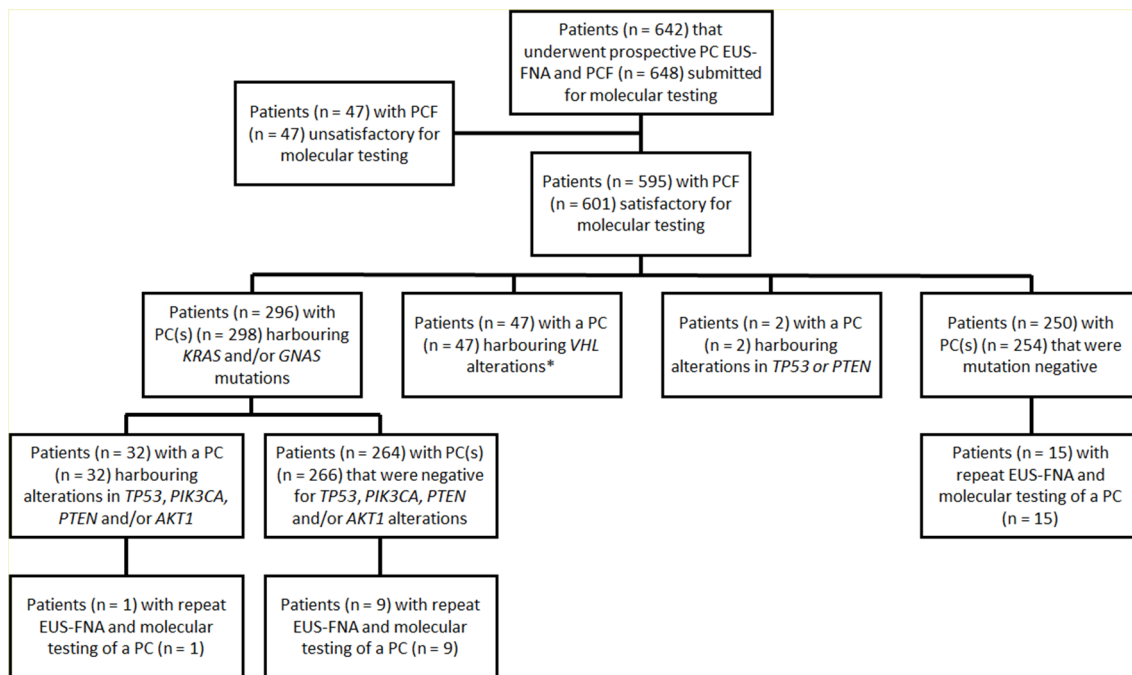 Patients (n = 642) that
underwent prospective PC EUS-
FNA and PCF (n = 648) submitted
for molecular testing
Patients (n = 47) with PCF
(n = 47) unsatisfactory for
molecular testing
Patients (n = 595) with PCF
(n = 601) satisfactory for
molecular testing
Patients (n = 296) with
PC(s) (n = 298) harbouring
KRAS and/or GNAS
mutations
Patients (n = 47) with a PC
(n = 47) harbouring VHL
alterations*
Patients (n = 2) with a PC
(n = 2) harbouring
alterations in TP53 or PTEN
Patients (n = 250) with
PC(s) (n = 254) that were
mutation negative
Patients (n = 32) with a PC
(n = 32) harbouring
alterations in TP53, PIK3CA,
PTEN and/or AKT1
Patients (n = 264) with PC(s)
(n = 266) that were negative
for TP53, PIK3CA, PTEN
and/or AKT1 alterations
Patients (n = 15) with
repeat EUS-FNA and
molecular testing of a PC
(n = 15)
Patients (n = 1) with repeat
EUS-FNA and molecular
testing of a PC (n = 1)
Patients (n = 9) with repeat
EUS-FNA and molecular
testing of a PC (n = 9)